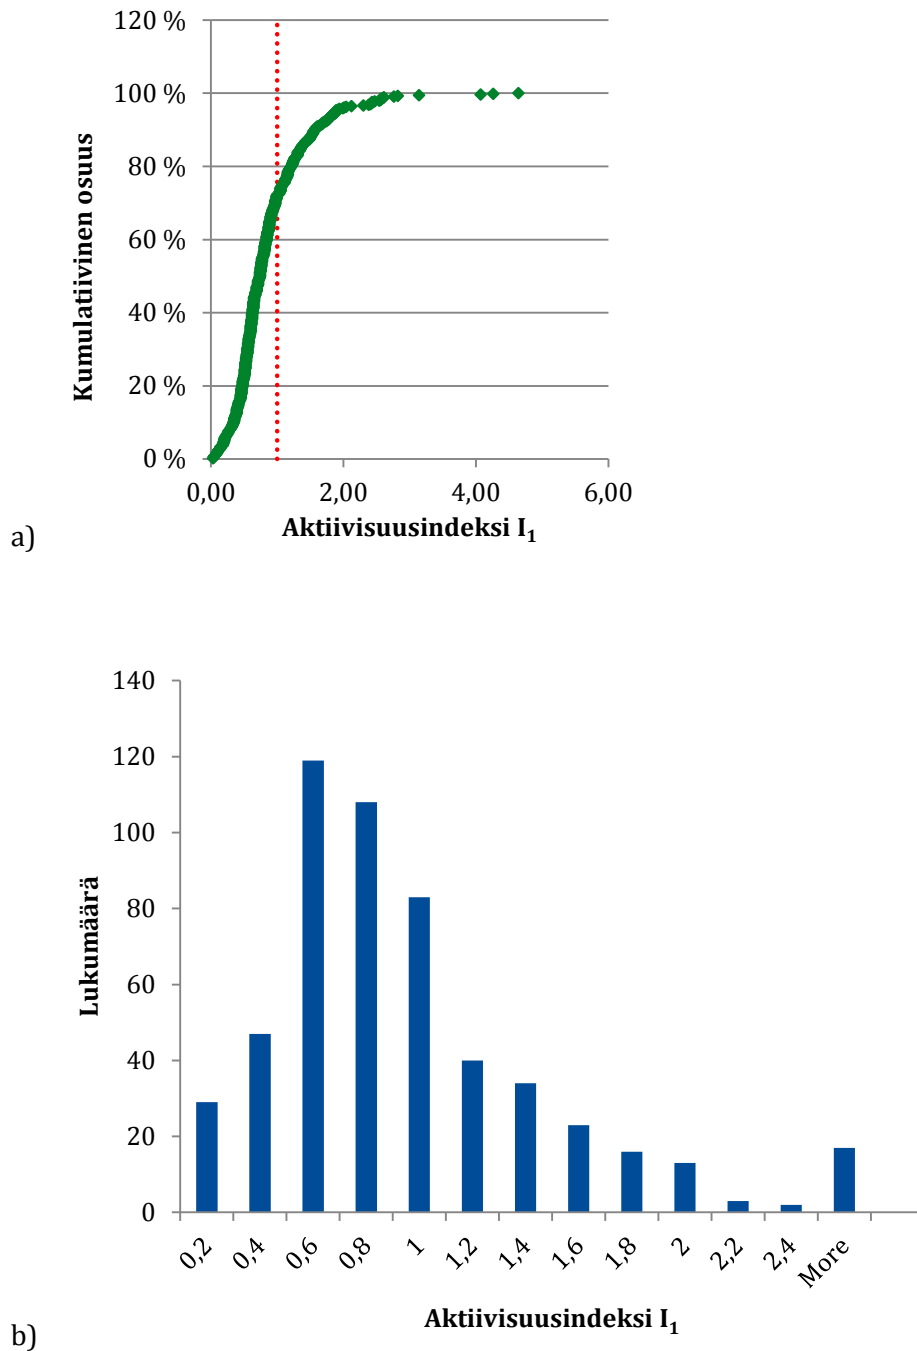 120 %
100 %
80 %
60 %
40 %
20 %
0 %
Kumulatiivinen osuus
0,00 2,00 4,00 6,00
Aktiivisuusindeksi I₁
a)
140
120
100
80
60
40
20
0
Lukumäärä
0,2 0,4 0,6 0,8 1 1,2 1,4 1,6 1,8 2 2,2 2,4 More
Aktiivisuusindeksi I₁
b)